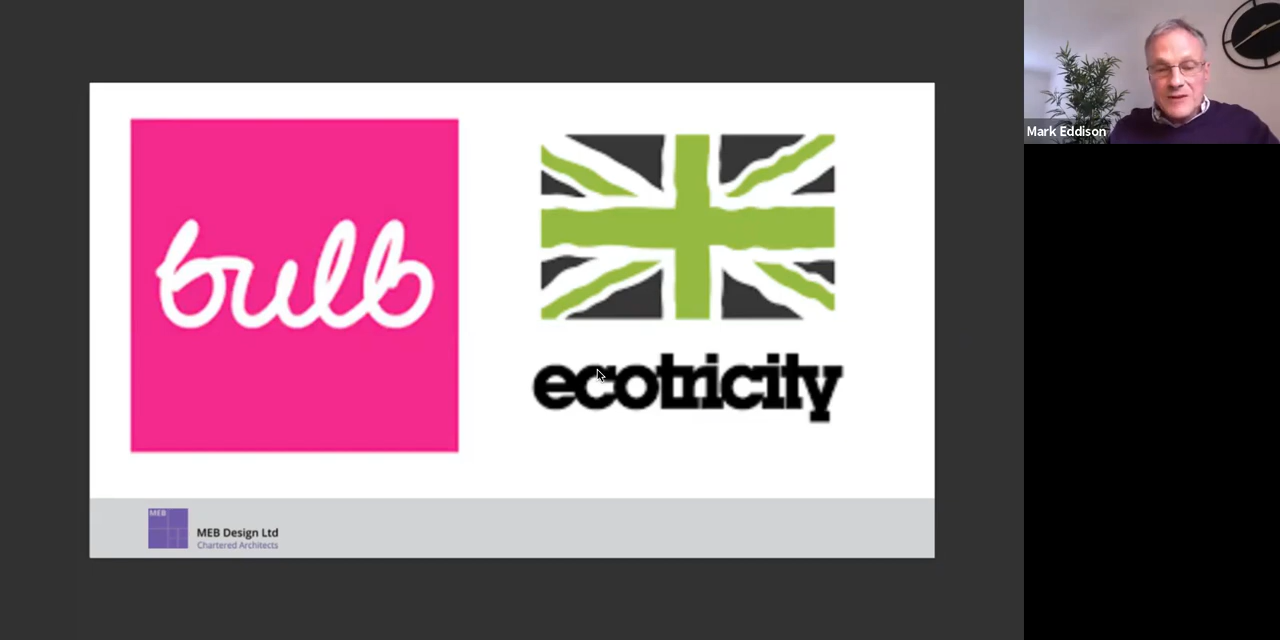 bulb
ecotricity
MEB
MEB Design Ltd
Chartered Architects
Mark Eddison